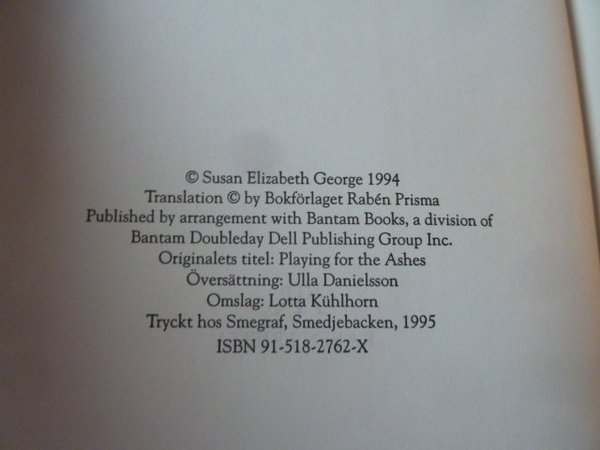 © Susan Elizabeth George 1994
Translation © by Bokförlaget Rabén Prisma
Published by arrangement with Bantam Books, a division of
Bantam Doubleday Dell Publishing Group Inc.
Originalets titel: Playing for the Ashes
Översättning: Ulla Danielsson
Omslag: Lotta Kühlhorn
Tryckt hos Smegraf, Smedjebacken, 1995
ISBN 91-518-2762-X